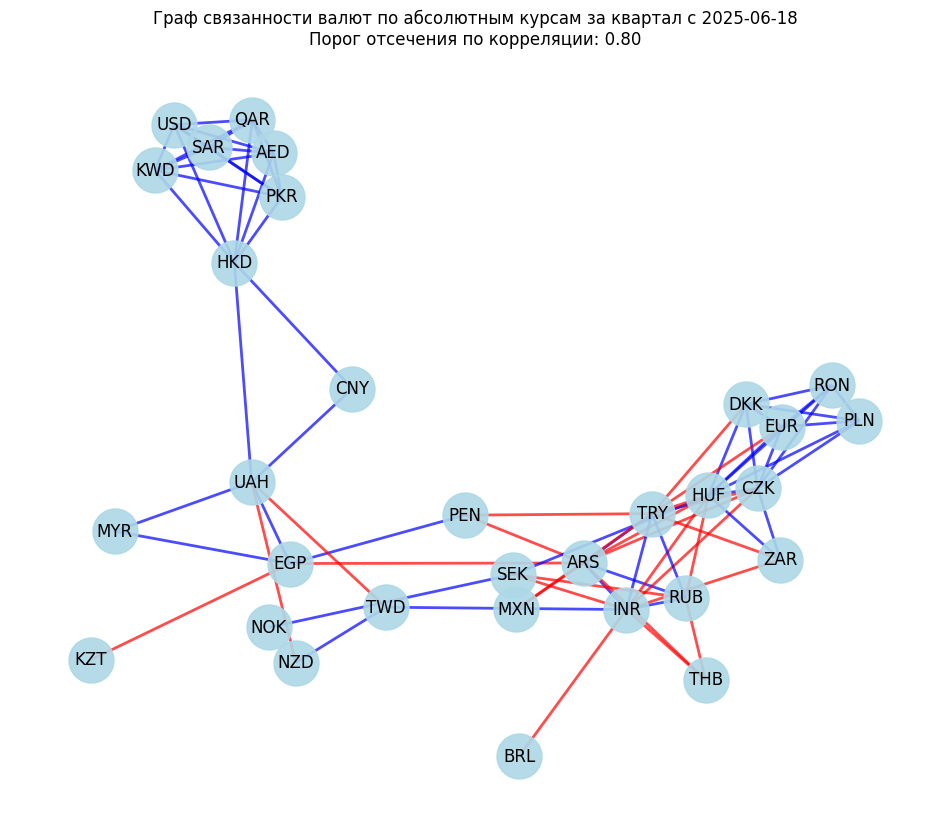 Граф связанности валют по абсолютным курсам за квартал с 2025-06-18
Порог отсечения по корреляции: 0.80
USD
QAR
SAR
AED
KWD
PKR
HKD
CNY
RON
DKK
PLN
EUR
UAH
CZK
HUF
TRY
PEN
MYR
ZAR
EGP
ARS
SEK
RUB
TWD
MXN
INR
NOK
KZT
NZD
THB
BRL